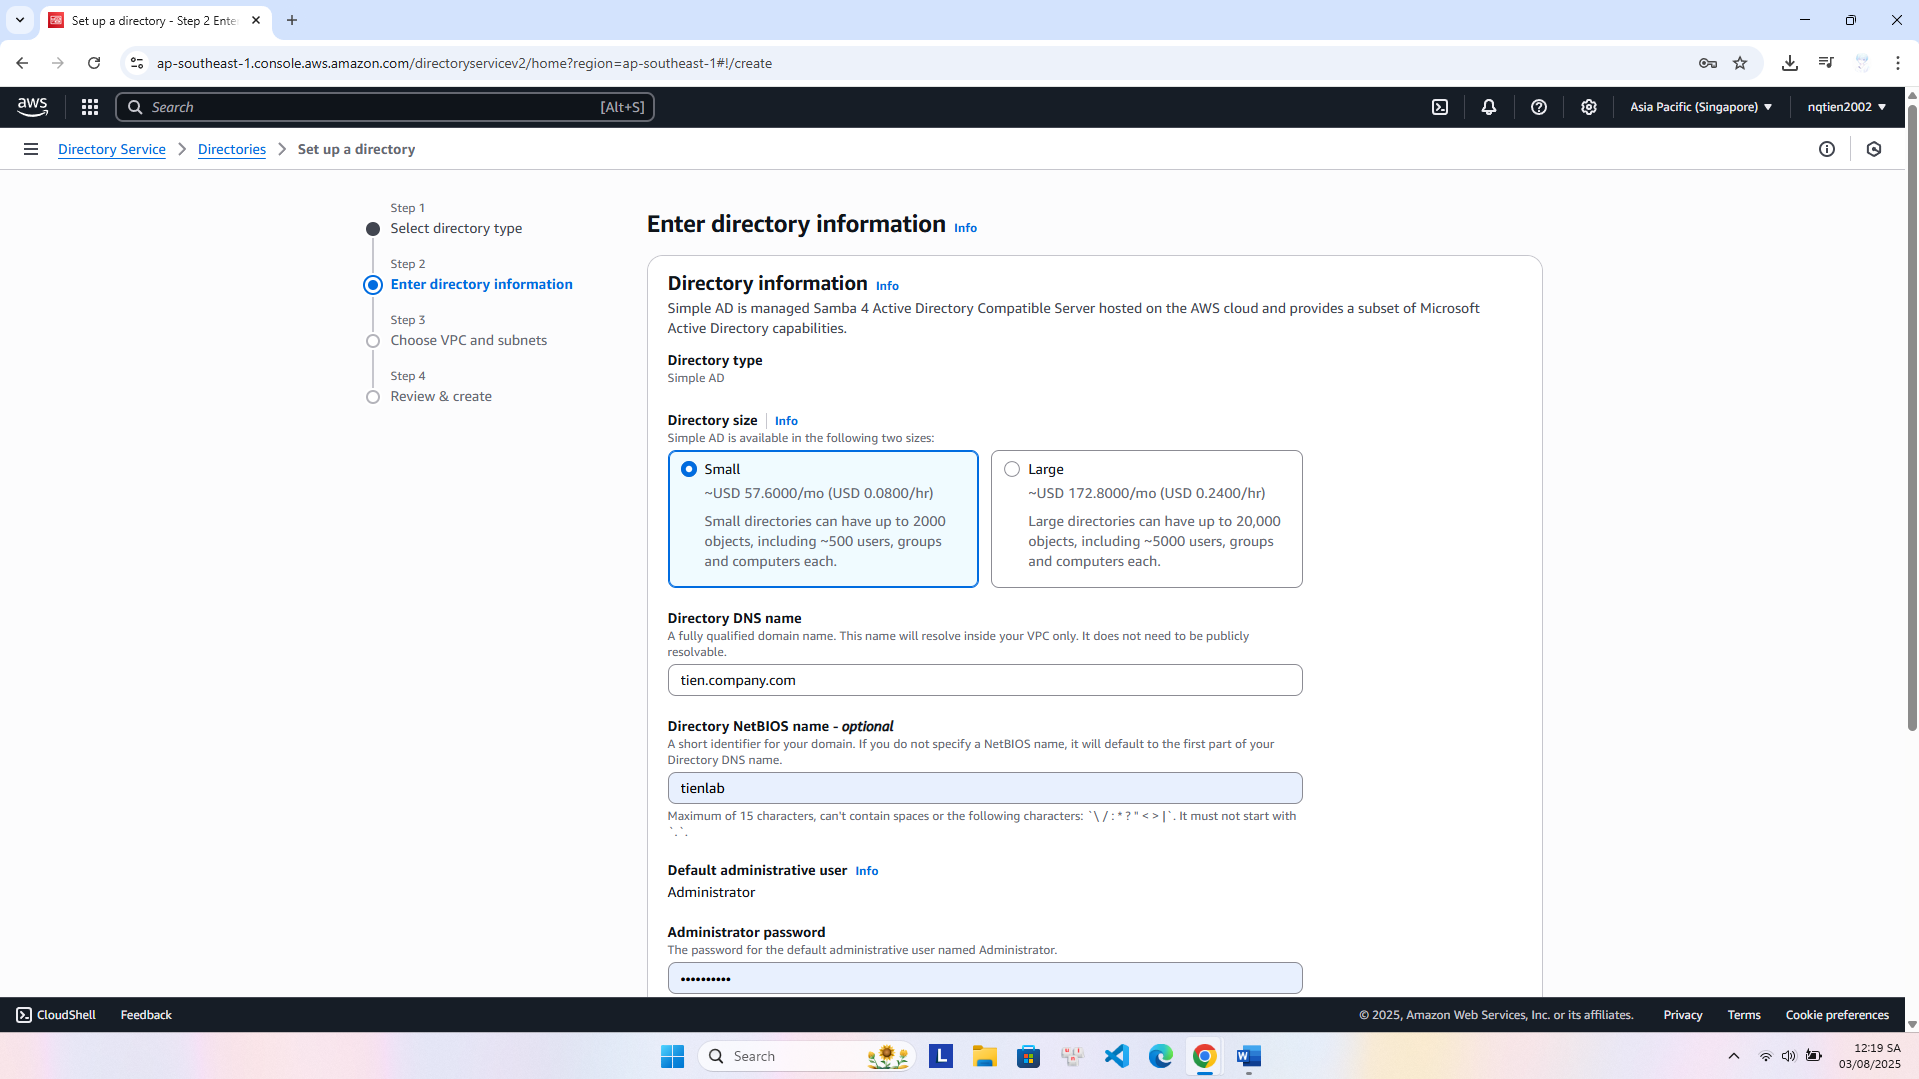 Set up a directory - Step 2 Ente
ap-southeast-1.console.aws.amazon.com/directoryservicev2/home?region=ap-southeast-1#!/create
aws
Search
[Alt+S]
Asia Pacific (Singapore)
nqtien2002
Directory Service
Directories
Set up a directory
Step 1
Select directory type
Step 2
Enter directory information
Step 3
Choose VPC and subnets
Step 4
Review & create
Enter directory information Info
Directory information Info
Simple AD is managed Samba 4 Active Directory Compatible Server hosted on the AWS cloud and provides a subset of Microsoft
Active Directory capabilities.
Directory type
Simple AD
Directory size Info
Simple AD is available in the following two sizes:
Small
~USD 57.6000/mo (USD 0.0800/hr)
Small directories can have up to 2000
objects, including ~500 users, groups
and computers each.
Large
~USD 172.8000/mo (USD 0.2400/hr)
Large directories can have up to 20,000
objects, including ~5000 users, groups
and computers each.
Directory DNS name
A fully qualified domain name. This name will resolve inside your VPC only. It does not need to be publicly
resolvable.
tien.company.com
Directory NetBIOS name - optional
A short identifier for your domain. If you do not specify a NetBIOS name, it will default to the first part of your
Directory DNS name.
tienlab
Maximum of 15 characters, can't contain spaces or the following characters: `\ / : * ? " < > |`. It must not start with
`.`.
Default administrative user Info
Administrator
Administrator password
The password for the default administrative user named Administrator.
••••••••••
CloudShell
Feedback
© 2025, Amazon Web Services, Inc. or its affiliates.
Privacy
Terms
Cookie preferences
Search
L
W
12:19 SA
03/08/2025